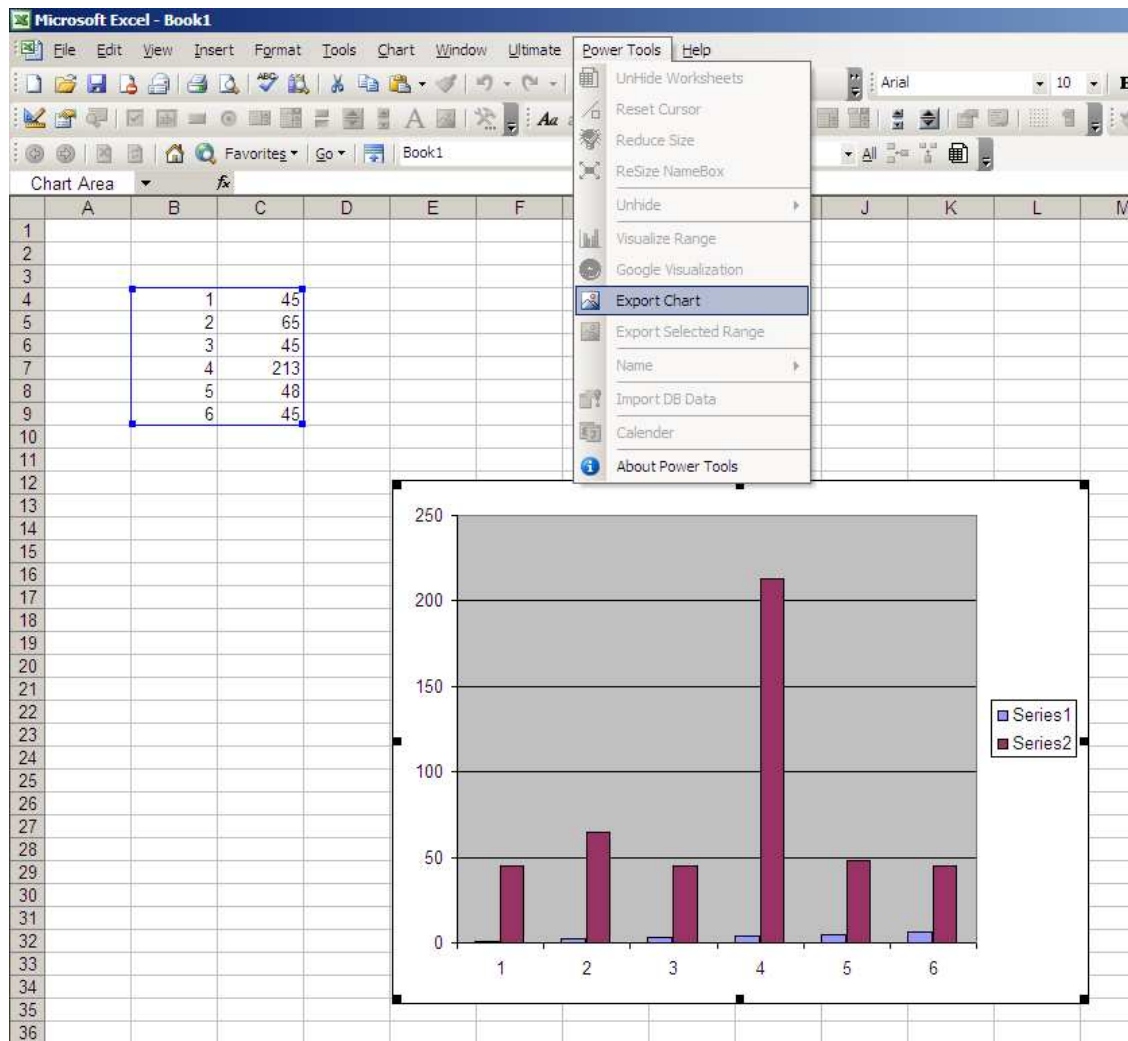 Microsoft Excel - Book1
File Edit View Insert Format Tools Chart Window Ultimate Power Tools Help
ABC Arial 10 B
A Aa
Favorites Go Book1 All
Chart Area fx
A B C D E F J K L M
UnHide Worksheets
Reset Cursor
Reduce Size
ReSize NameBox
Unhide
Visualize Range
Google Visualization
Export Chart
Export Selected Range
Name
Import DB Data
Calender
About Power Tools
1
2
3
4 1 45
5 2 65
6 3 45
7 4 213
8 5 48
9 6 45
10
11
12
13
14
15
16
17
18
19
20
21
22
23
24
25
26
27
28
29
30
31
32
33
34
35
36
250
200
150
100
50
0
1 2 3 4 5 6
Series1
Series2